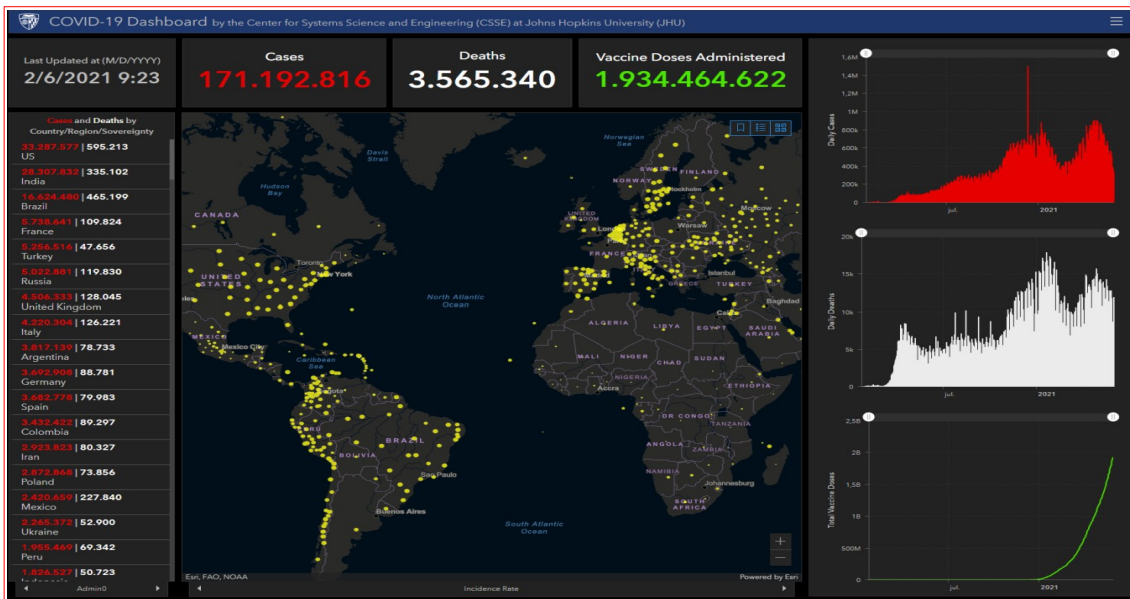 COVID-19 Dashboard by the Center for Systems Science and Engineering (CSSE) at Johns Hopkins University (JHU)
Last Updated at (M/D/YYYY)
2/6/2021 9:23
Cases
171.192.816
Deaths
3.565.340
Vaccine Doses Administered
1.934.464.622
Cases and Deaths by
Country/Region/Sovereignty
33.287.577 | 595.213
US
28.307.832 | 335.102
India
16.624.480 | 465.199
Brazil
5.738.641 | 109.824
France
5.256.516 | 47.656
Turkey
5.022.881 | 119.830
Russia
4.506.333 | 128.045
United Kingdom
4.220.304 | 126.221
Italy
3.817.139 | 78.733
Argentina
3.692.908 | 88.781
Germany
3.682.778 | 79.983
Spain
3.432.422 | 89.297
Colombia
2.923.823 | 80.327
Iran
2.872.868 | 73.856
Poland
2.420.659 | 227.840
Mexico
2.265.372 | 52.900
Ukraine
1.955.469 | 69.342
Peru
1.826.527 | 50.723
Admin0
Norwegian
Sea
Davis
Strait
Hudson
Bay
SWEDEN
FINLAND
NORWAY
Stockholm
Moscow
CANADA
UNITED
KINGDOM
Warsaw
FRANCE
Toronto
New York
UNITED
STATES
Istanbul
GREECE
TURKEY
North Atlantic
Ocean
Baghdad
ALGERIA
LIBYA
EGYPT
SAUDI
ARABIA
MEXICO
Mexico City
Caribbean
Sea
MALI
NIGER
CHAD
SUDAN
NIGERIA
Accra
ETHIOPIA
DR CONGO
TANZANIA
BRAZIL
BOLIVIA
ANGOLA
ZAMBIA
Sao Paulo
NAMIBIA
Johannesburg
SOUTH
AFRICA
Buenos Aires
South Atlantic
Ocean
Esri, FAO, NOAA
Powered by Esri
Incidence Rate
Daily Cases
1,6M
1,4M
1,2M
1M
800k
600k
400k
200k
0
jul.
2021
Daily Deaths
20k
15k
10k
5k
0
jul.
2021
Total Vaccine Doses
2,5B
2B
1,5B
1B
500M
0
jul.
2021